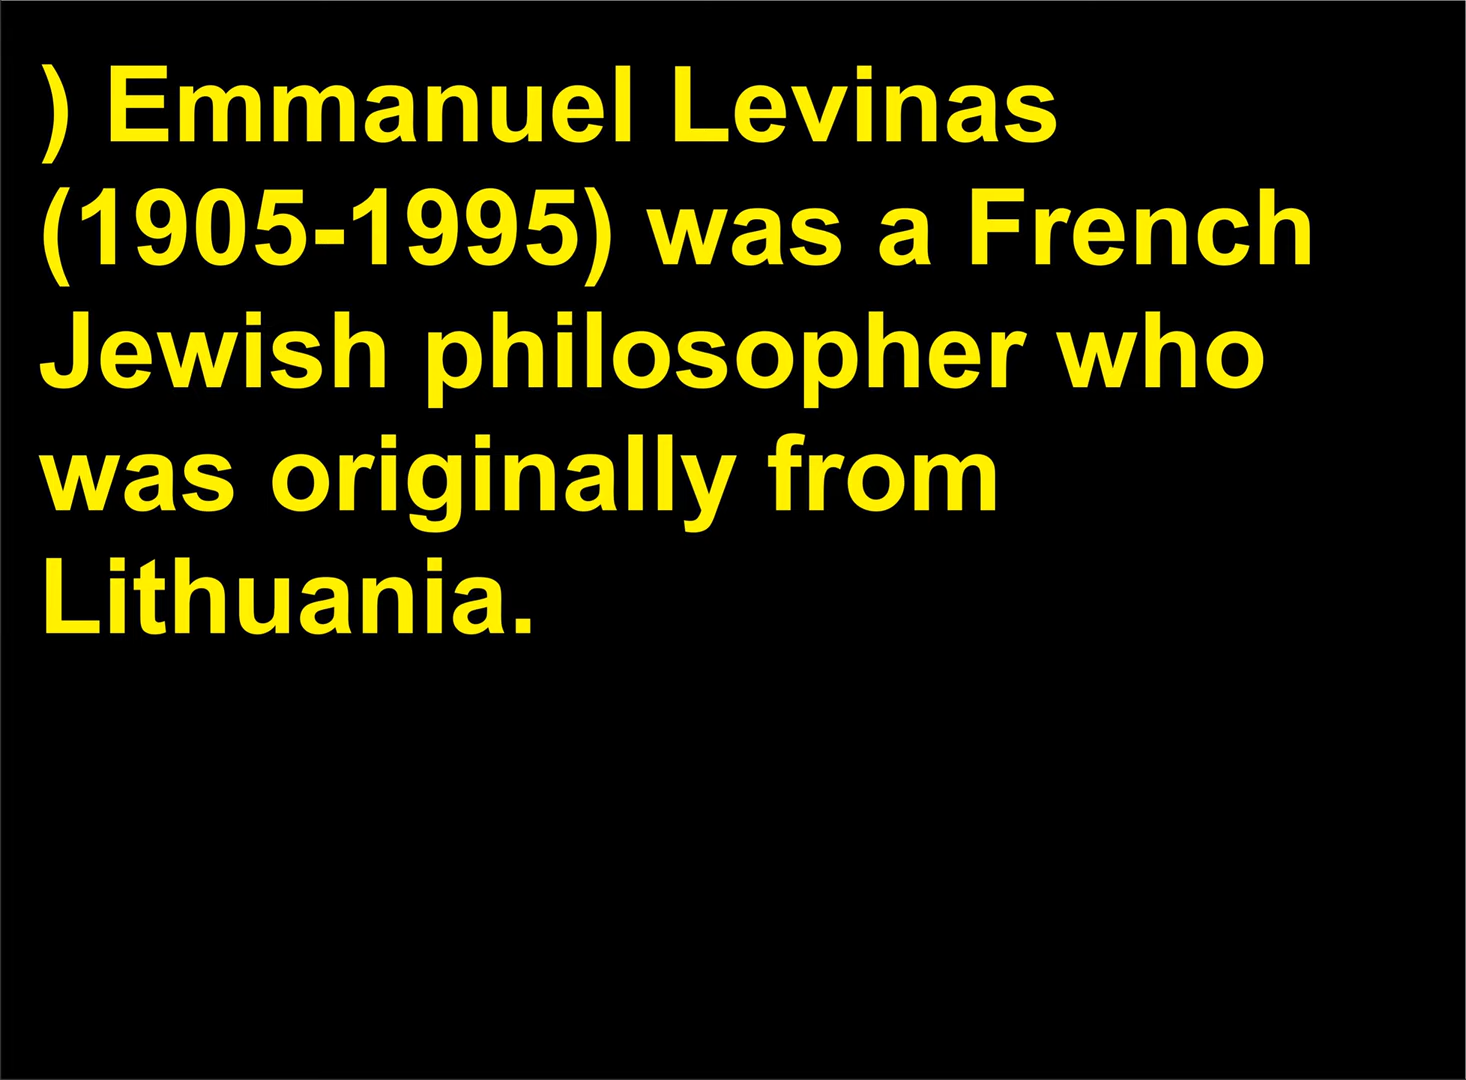 ) Emmanuel Levinas
(1905-1995) was a French
Jewish philosopher who
was originally from
Lithuania.